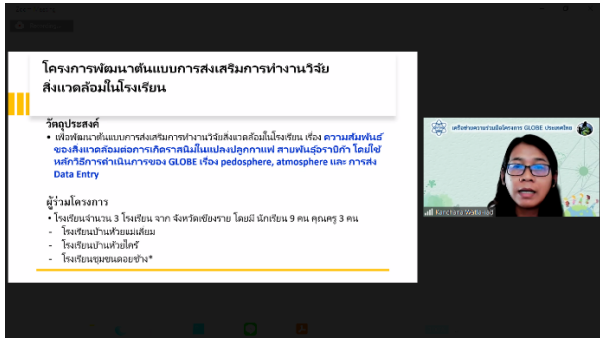 โครงการพัฒนาต้นแบบการส่งเสริมการทำงานวิจัย
สิ่งแวดล้อมในโรงเรียน
วัตถุประสงค์
• เพื่อพัฒนาต้นแบบการส่งเสริมการทำงานวิจัยสิ่งแวดล้อมในโรงเรียน เรื่อง ความสัมพันธ์
ของสิ่งแวดล้อมต่อการเกิดราสนิมในแปลงปลูกกาแฟ สายพันธุ์อราบิก้า โดยใช้
หลักวิธีการดำเนินการของ GLOBE เรื่อง pedosphere, atmosphere และ การส่ง
Data Entry
ผู้ร่วมโครงการ
• โรงเรียนจำนวน 3 โรงเรียน จาก จังหวัดเชียงราย โดยมี นักเรียน 9 คน คุณครู 3 คน
- โรงเรียนบ้านห้วยแม่เลี่ยม
- โรงเรียนบ้านห้วยไคร้
- โรงเรียนชุมชนดอยช้าง*
เครือข่ายความร่วมมือโครงการ GLOBE ประเทศไทย
Kanchana